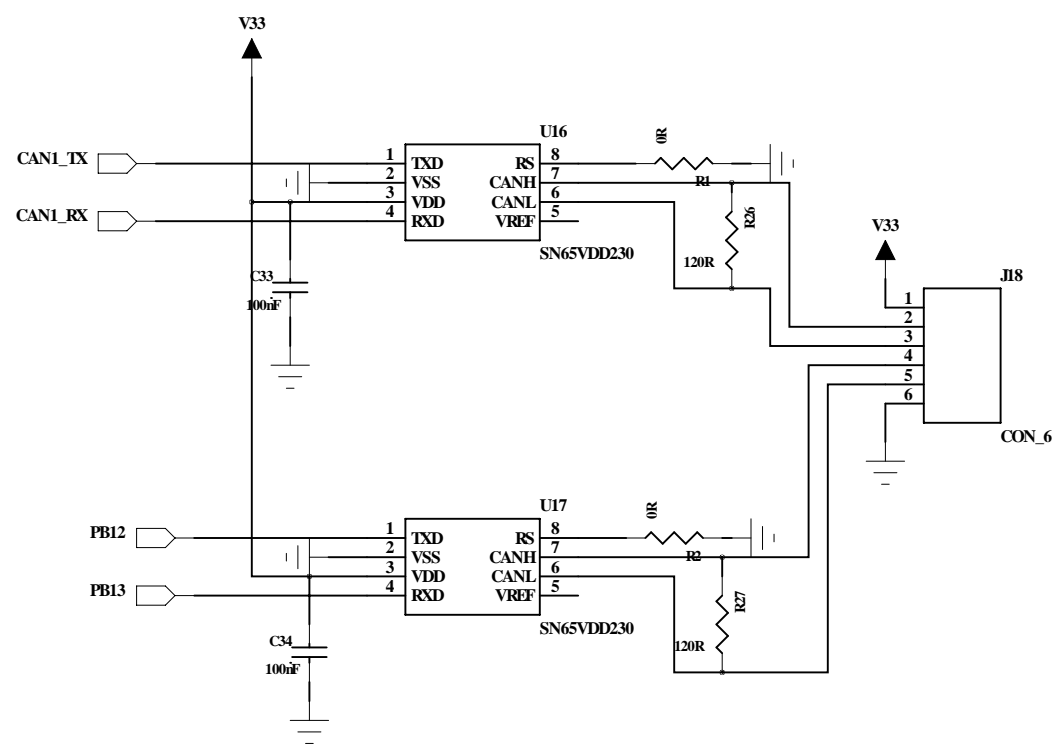 V33
U16
0R
CAN1_TX
1
TXD
RS
8
R1
2
VSS
CANH
7
3
VDD
CANL
6
CAN1_RX
4
RXD
VREF
5
R26
V33
SN65VDD230
120R
C33
100nF
J18
1
2
3
4
5
6
CON_6
U17
0R
PB12
1
TXD
RS
8
R2
2
VSS
CANH
7
3
VDD
CANL
6
PB13
4
RXD
VREF
5
R27
SN65VDD230
120R
C34
100nF